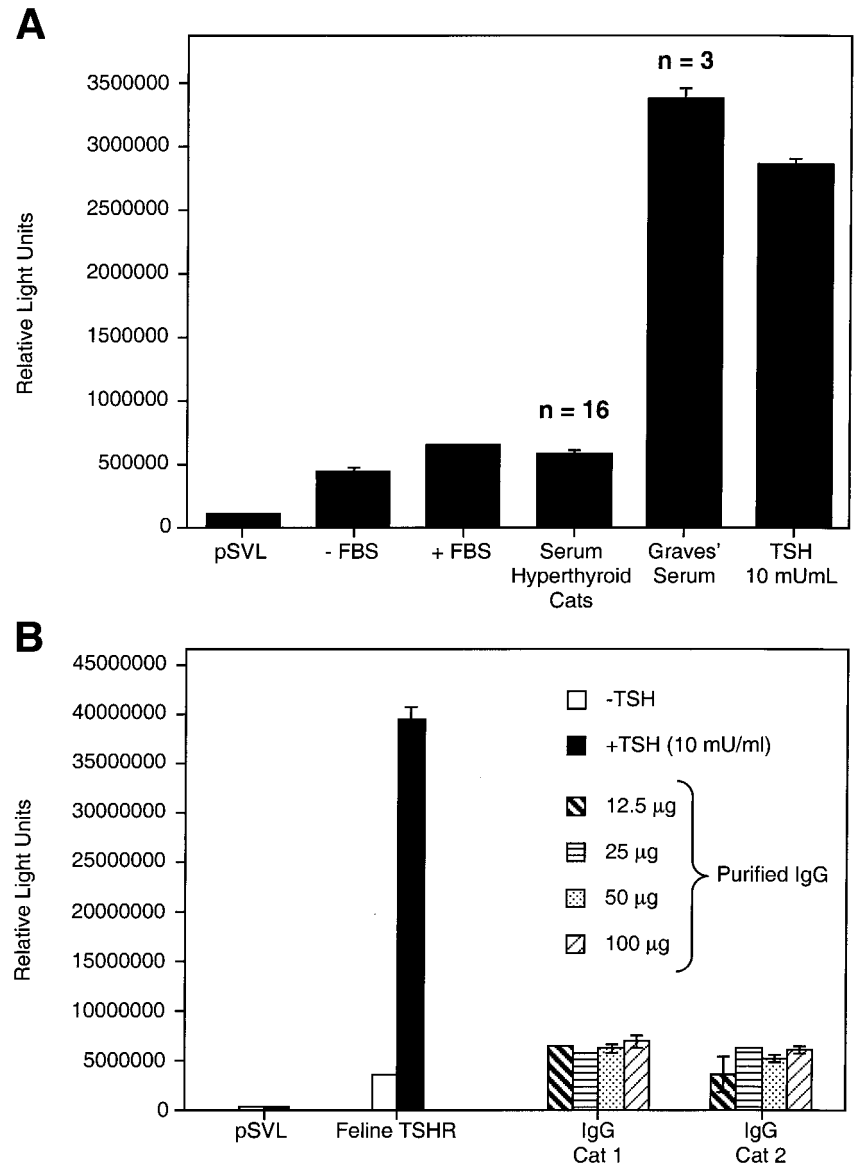 A
Relative Light Units
3500000
3000000
2500000
2000000
1500000
1000000
500000
0
n = 3
n = 16
pSVL
- FBS
+ FBS
Serum
Hyperthyroid
Cats
Graves'
Serum
TSH
10 mUmL
B
Relative Light Units
45000000
40000000
35000000
30000000
25000000
20000000
15000000
10000000
5000000
0
-TSH
+TSH (10 mU/ml)
12.5 µg
25 µg
50 µg
100 µg
Purified IgG
pSVL
Feline TSHR
IgG
Cat 1
IgG
Cat 2